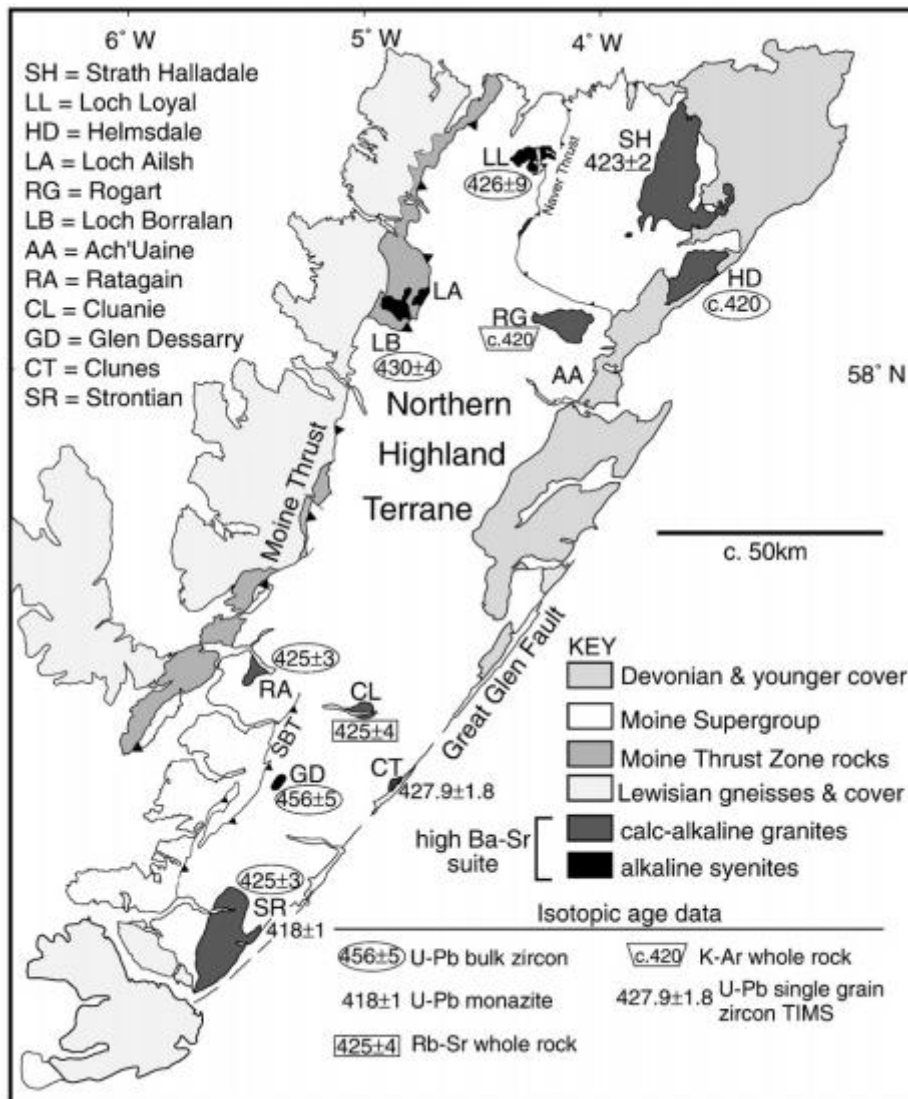 6° W
5° W
4° W
SH = Strath Halladale
LL = Loch Loyal
HD = Helmsdale
LA = Loch Ailsh
RG = Rogart
LB = Loch Borralan
AA = Ach'Uaine
RA = Ratagain
CL = Cluanie
GD = Glen Dessarry
CT = Clunes
SR = Strontian
SH
423±2
LL
426±9
Naver Thrust
LA
HD
c.420
RG
c.420
LB
430±4
AA
58° N
Northern
Highland
Terrane
Moine Thrust
c. 50km
Great Glen Fault
425±3
RA
CL
425±4
SBT
GD
456±5
CT
427.9±1.8
425±3
SR
418±1
KEY
Devonian & younger cover
Moine Supergroup
Moine Thrust Zone rocks
Lewisian gneisses & cover
high Ba-Sr
suite
calc-alkaline granites
alkaline syenites
Isotopic age data
456±5 U-Pb bulk zircon
418±1 U-Pb monazite
425±4 Rb-Sr whole rock
c.420 K-Ar whole rock
427.9±1.8 U-Pb single grain
zircon TIMS